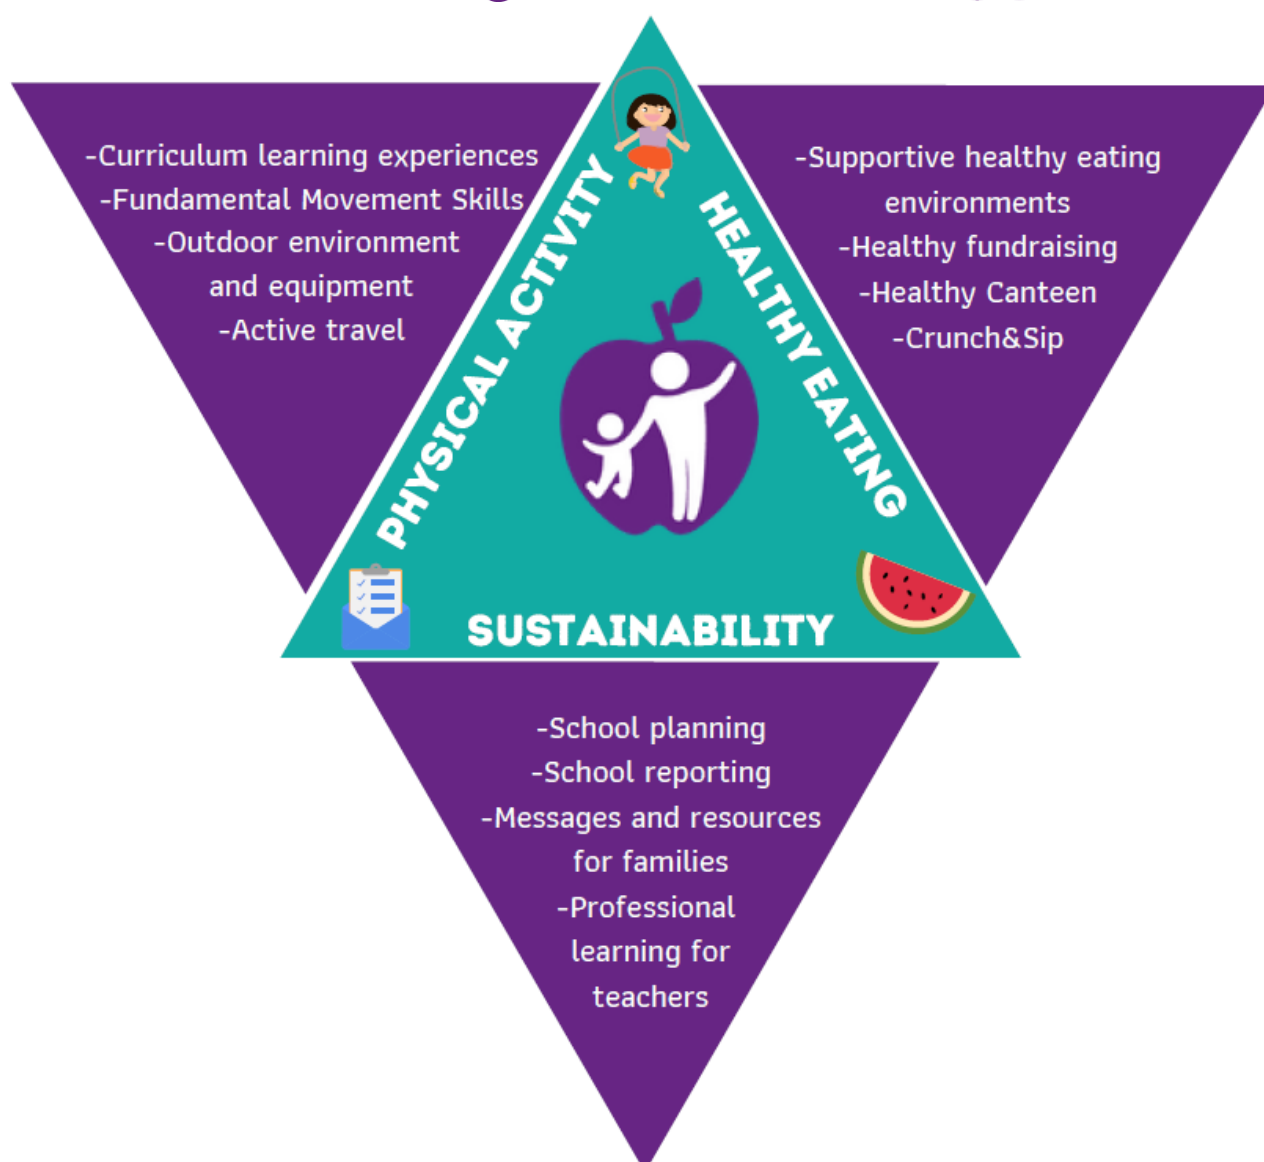 -Curriculum learning experiences
-Fundamental Movement Skills
-Outdoor environment
and equipment
-Active travel
PHYSICAL ACTIVITY
HEALTHY EATING
-Supportive healthy eating
environments
-Healthy fundraising
-Healthy Canteen
-Crunch&Sip
SUSTAINABILITY
-School planning
-School reporting
-Messages and resources
for families
-Professional
learning for
teachers